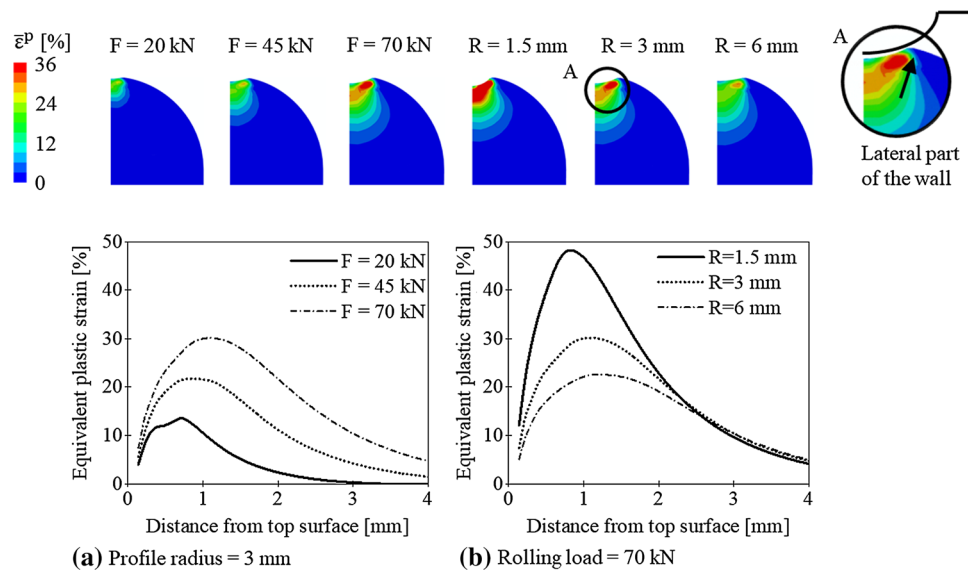 ε̅ᵖ [%]
36
24
12
0
F = 20 kN
F = 45 kN
F = 70 kN
R = 1.5 mm
R = 3 mm
R = 6 mm
A
A
Lateral part
of the wall
Equivalent plastic strain [%]
50
40
30
20
10
0
F = 20 kN
F = 45 kN
F = 70 kN
0 1 2 3 4
Distance from top surface [mm]
(a) Profile radius = 3 mm
Equivalent plastic strain [%]
50
40
30
20
10
0
R=1.5 mm
R=3 mm
R=6 mm
0 1 2 3 4
Distance from top surface [mm]
(b) Rolling load = 70 kN